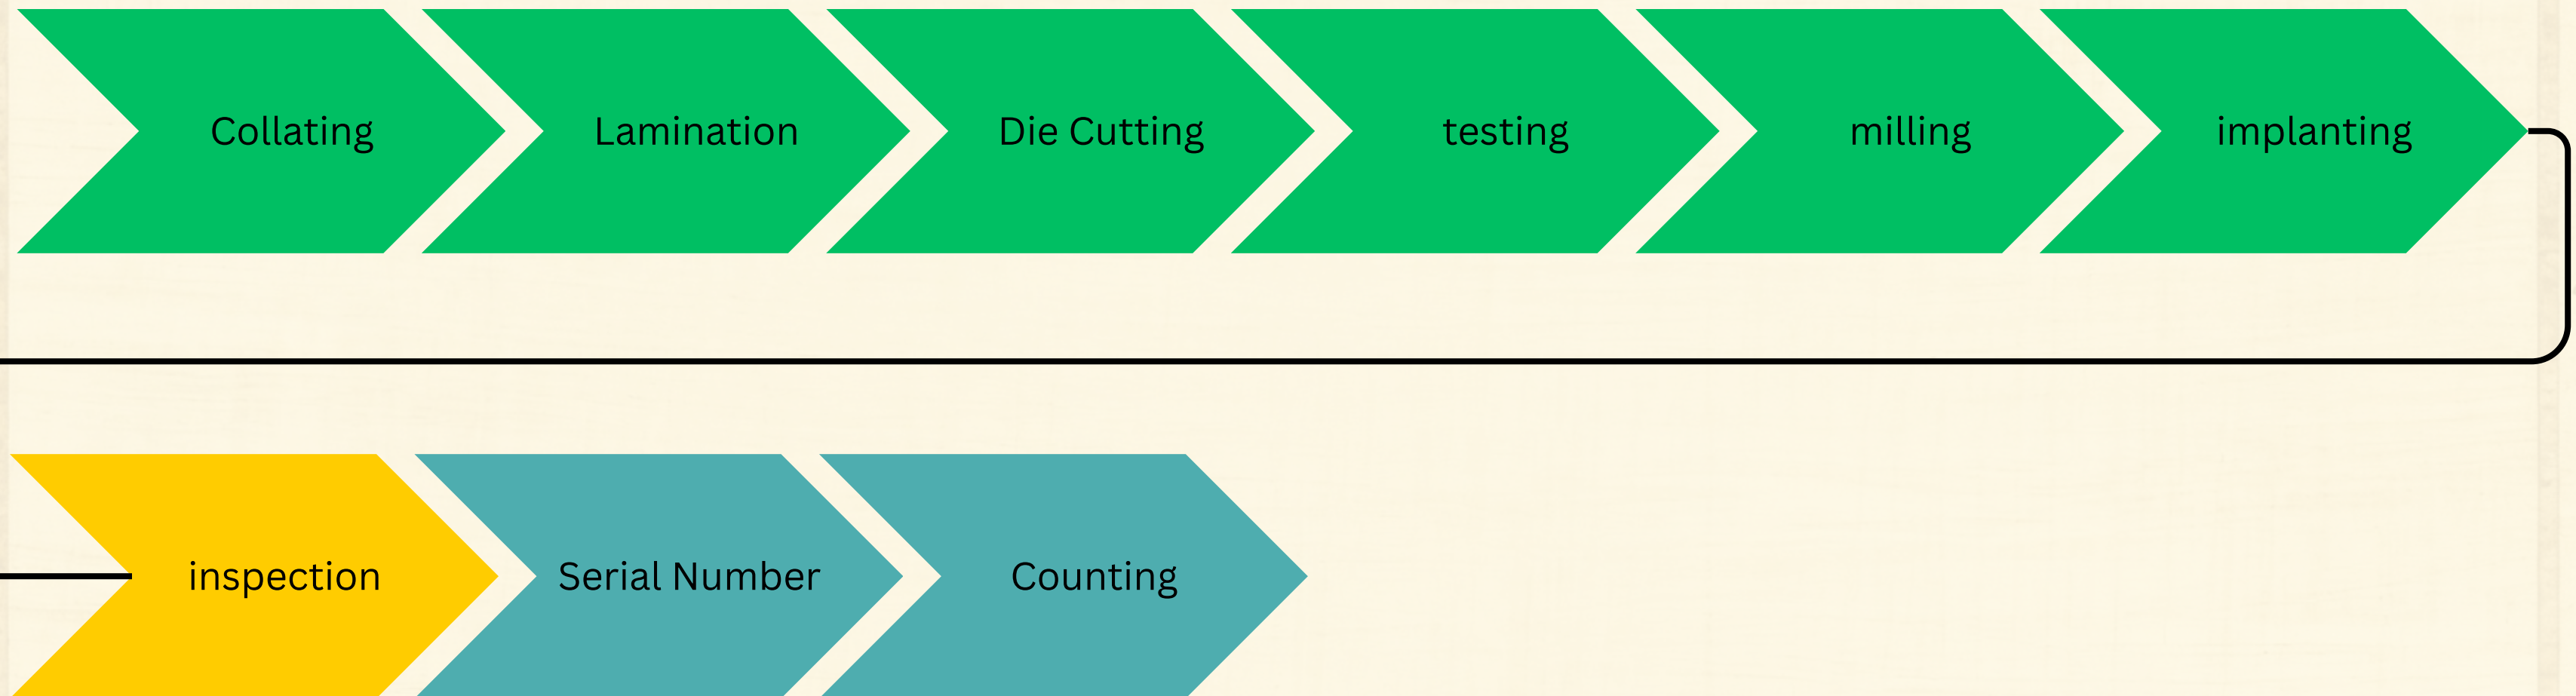 Collating
Lamination
Die Cutting
testing
milling
implanting
inspection
Serial Number
Counting